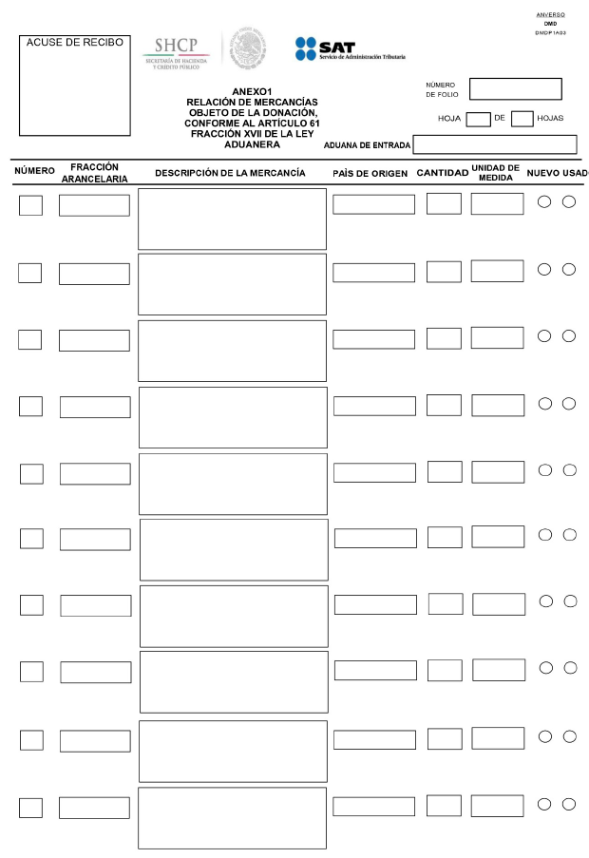 ANVERSO
DMD
DMDP1A03
ACUSE DE RECIBO
SHCP
SECRETARÍA DE HACIENDA
Y CRÉDITO PÚBLICO
SAT
Servicio de Administración Tributaria
ANEXO1
RELACIÓN DE MERCANCÍAS
OBJETO DE LA DONACIÓN,
CONFORME AL ARTÍCULO 61
FRACCIÓN XVII DE LA LEY
ADUANERA
NÚMERO
DE FOLIO
HOJA DE HOJAS
ADUANA DE ENTRADA
NÚMERO
FRACCIÓN
ARANCELARIA
DESCRIPCIÓN DE LA MERCANCÍA
PAÌS DE ORIGEN
CANTIDAD
UNIDAD DE
MEDIDA
NUEVO USAD